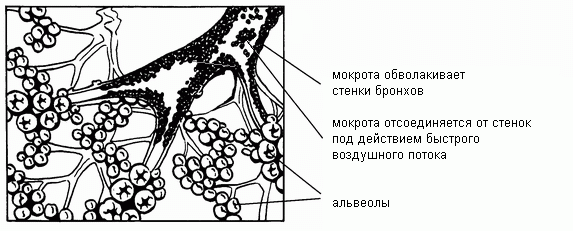 мокрота обволакивает
стенки бронхов
мокрота отсоединяется от стенок
под действием быстрого
воздушного потока
альвеолы